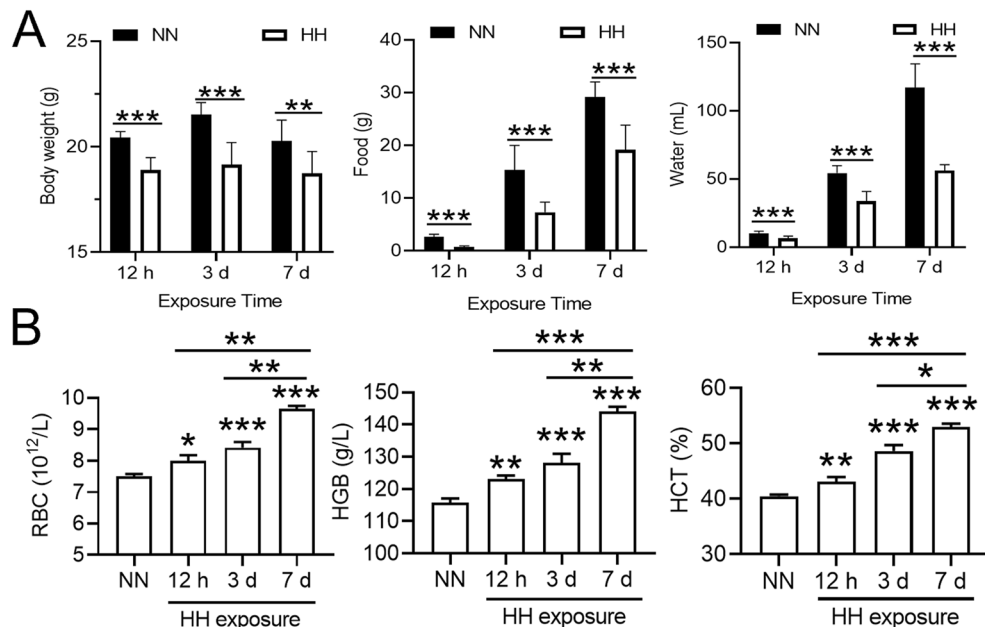 A
NN HH
Body weight (g)
25
20
15
***
***
**
12 h 3 d 7 d
Exposure Time
NN HH
Food (g)
40
30
20
10
0
***
***
***
12 h 3 d 7 d
Exposure Time
NN HH
Water (mL)
150
100
50
0
***
***
***
12 h 3 d 7 d
Exposure Time
B
RBC (10¹²/L)
10
9
8
7
6
5
**
**
***
***
*
NN 12 h 3 d 7 d
HH exposure
HGB (g/L)
150
140
130
120
110
100
***
**
***
***
**
NN 12 h 3 d 7 d
HH exposure
HCT (%)
60
50
40
30
***
*
***
***
**
NN 12 h 3 d 7 d
HH exposure